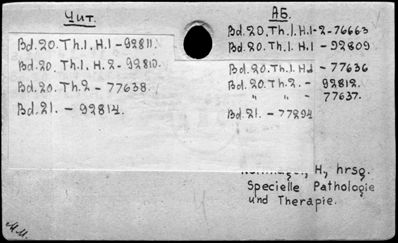 Чит.
Bd.20.Th.1.H.1 - 92811.
Bd.20.Th.1.H.2 - 92810.
Bd.20.Th.2 - 77638.
Bd.21. - 92814.
АБ.
Bd.20.Th.1.H.1-2-76663
Bd.20.Th.1.H.1 - 92809
Bd.20.Th.1.H.2 - 77636
Bd.20.Th.2. - 92812.
" " - 77637.
Bd.21. - 77294
H, hrsg.
Specielle Pathologie
und Therapie.